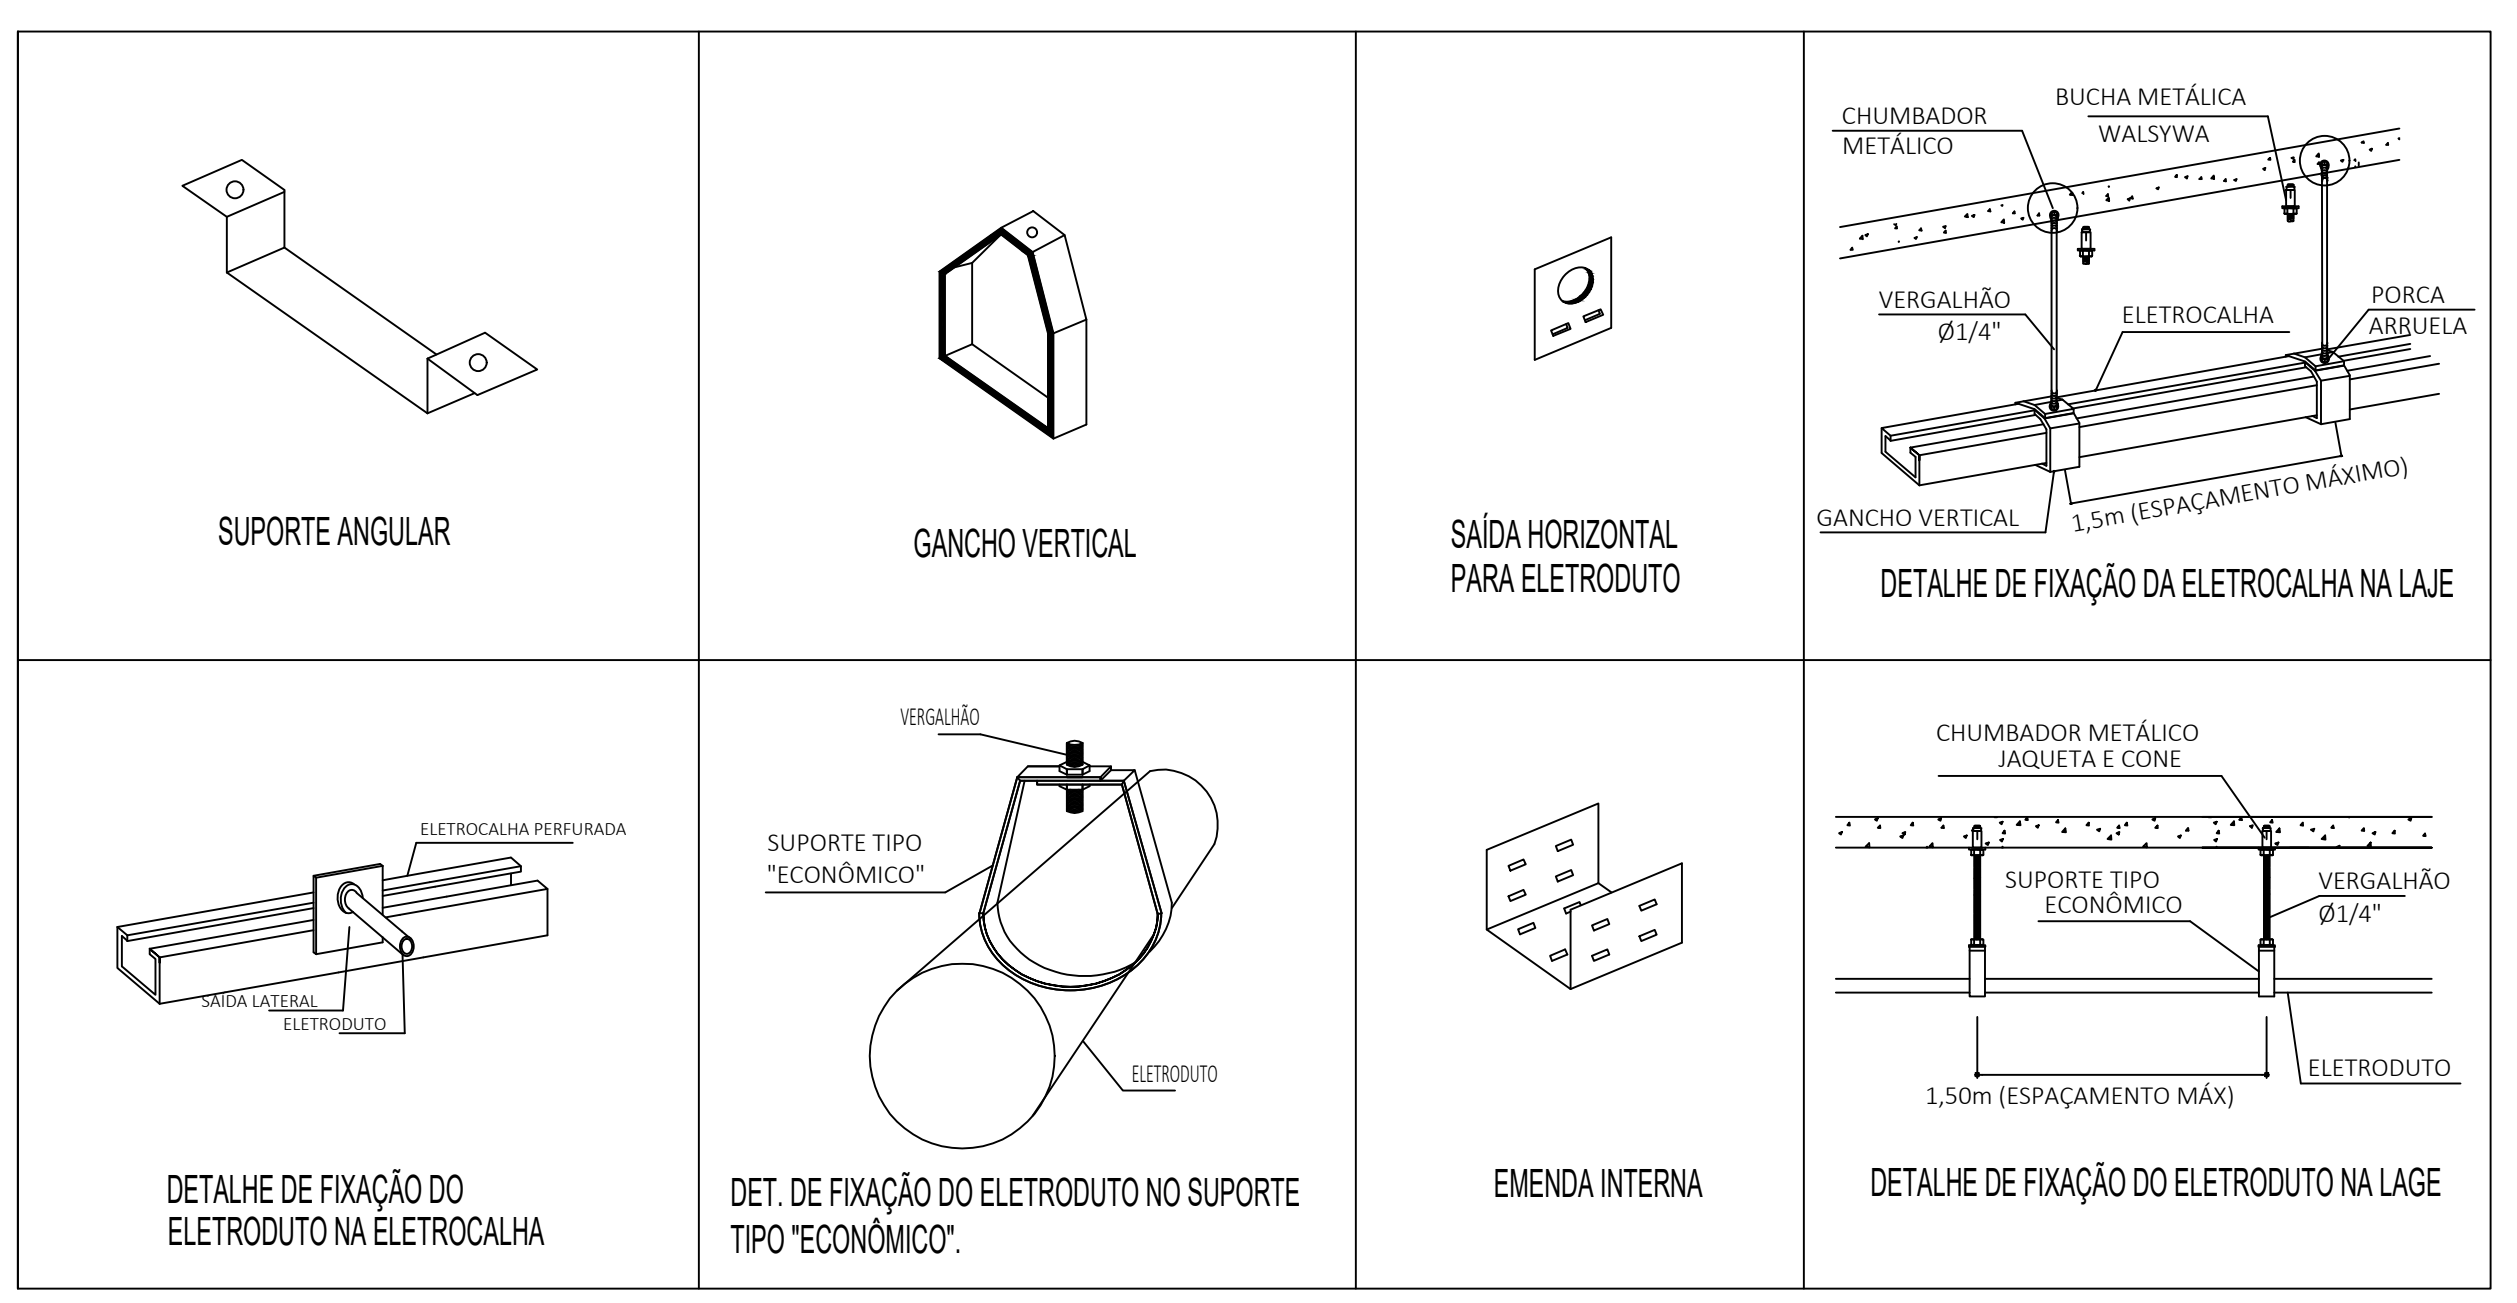 SUPORTE ANGULAR
GANCHO VERTICAL
SAÍDA HORIZONTAL
PARA ELETRODUTO
CHUMBADOR
METÁLICO
BUCHA METÁLICA
WALSYWA
VERGALHÃO
Ø1/4"
ELETROCALHA
PORCA
ARRUELA
GANCHO VERTICAL
1,5m (ESPAÇAMENTO MÁXIMO)
DETALHE DE FIXAÇÃO DA ELETROCALHA NA LAJE
ELETROCALHA PERFURADA
SAÍDA LATERAL
ELETRODUTO
DETALHE DE FIXAÇÃO DO
ELETRODUTO NA ELETROCALHA
VERGALHÃO
SUPORTE TIPO
"ECONÔMICO"
ELETRODUTO
DET. DE FIXAÇÃO DO ELETRODUTO NO SUPORTE
TIPO "ECONÔMICO".
EMENDA INTERNA
CHUMBADOR METÁLICO
JAQUETA E CONE
SUPORTE TIPO
ECONÔMICO
VERGALHÃO
Ø1/4"
ELETRODUTO
1,50m (ESPAÇAMENTO MÁX)
DETALHE DE FIXAÇÃO DO ELETRODUTO NA LAGE